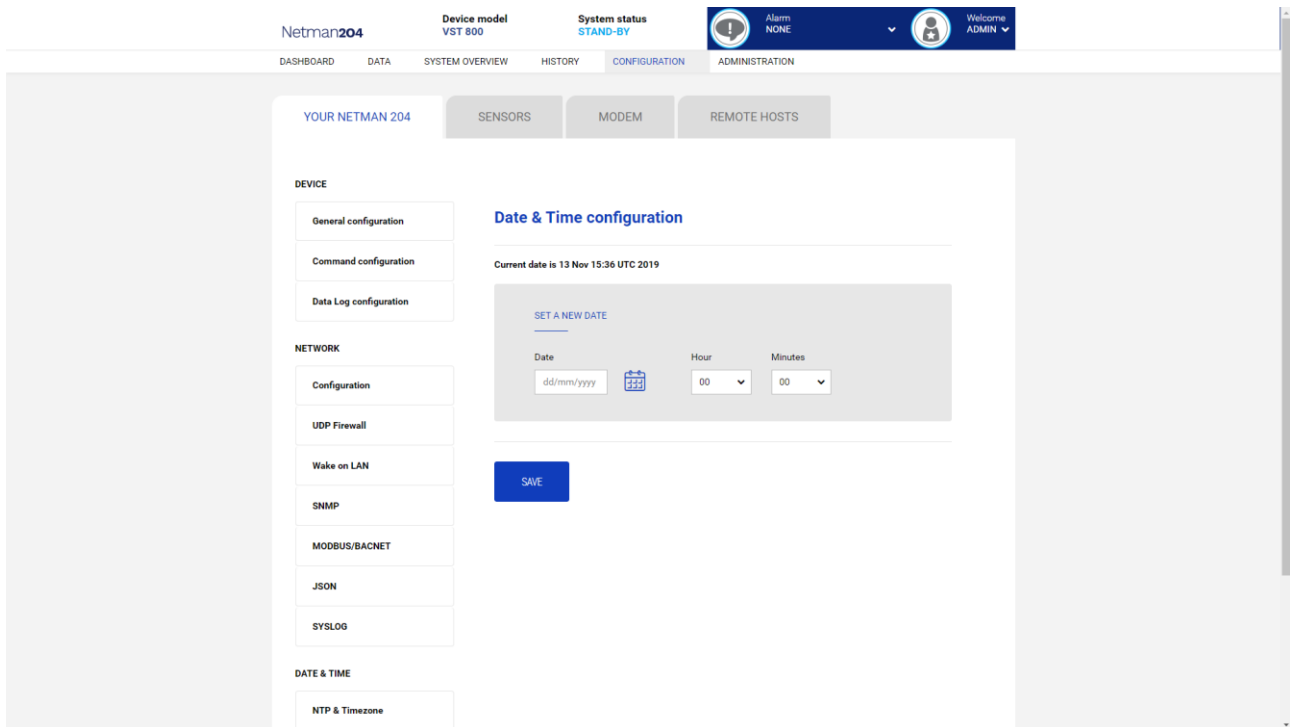 Netman204
Device model
VST 800
System status
STAND-BY
Alarm
NONE
Welcome
ADMIN
DASHBOARD DATA SYSTEM OVERVIEW HISTORY CONFIGURATION ADMINISTRATION
YOUR NETMAN 204 SENSORS MODEM REMOTE HOSTS
DEVICE
General configuration
Command configuration
Data Log configuration
NETWORK
Configuration
UDP Firewall
Wake on LAN
SNMP
MODBUS/BACNET
JSON
SYSLOG
DATE & TIME
NTP & Timezone
Date & Time configuration
Current date is 13 Nov 15:36 UTC 2019
SET A NEW DATE
Date Hour Minutes
dd/mm/yyyy 00 00
SAVE